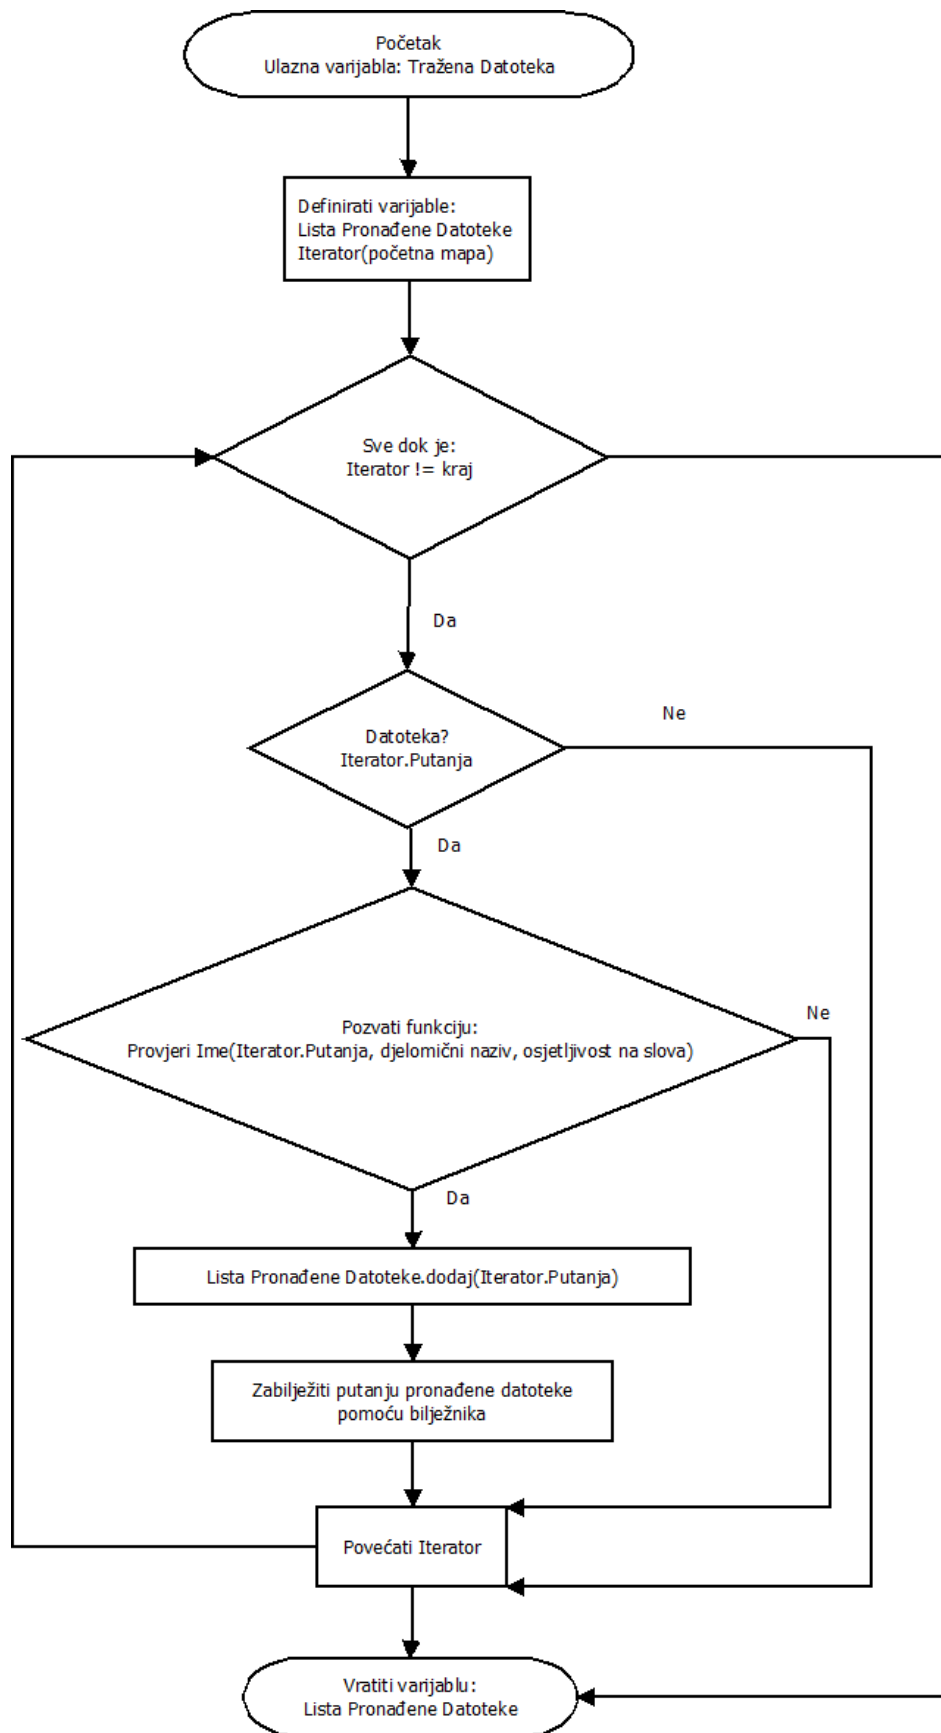 Početak
Ulazna varijabla: Tražena Datoteka
Definirati varijable:
Lista Pronađene Datoteke
Iterator(početna mapa)
Sve dok je:
Iterator != kraj
Da
Ne
Datoteka?
Iterator.Putanja
Da
Ne
Pozvati funkciju:
Provjeri Ime(Iterator.Putanja, djelomični naziv, osjetljivost na slova)
Da
Lista Pronađene Datoteke.dodaj(Iterator.Putanja)
Zabilježiti putanju pronađene datoteke
pomoću bilježnika
Povećati Iterator
Vratiti varijablu:
Lista Pronađene Datoteke